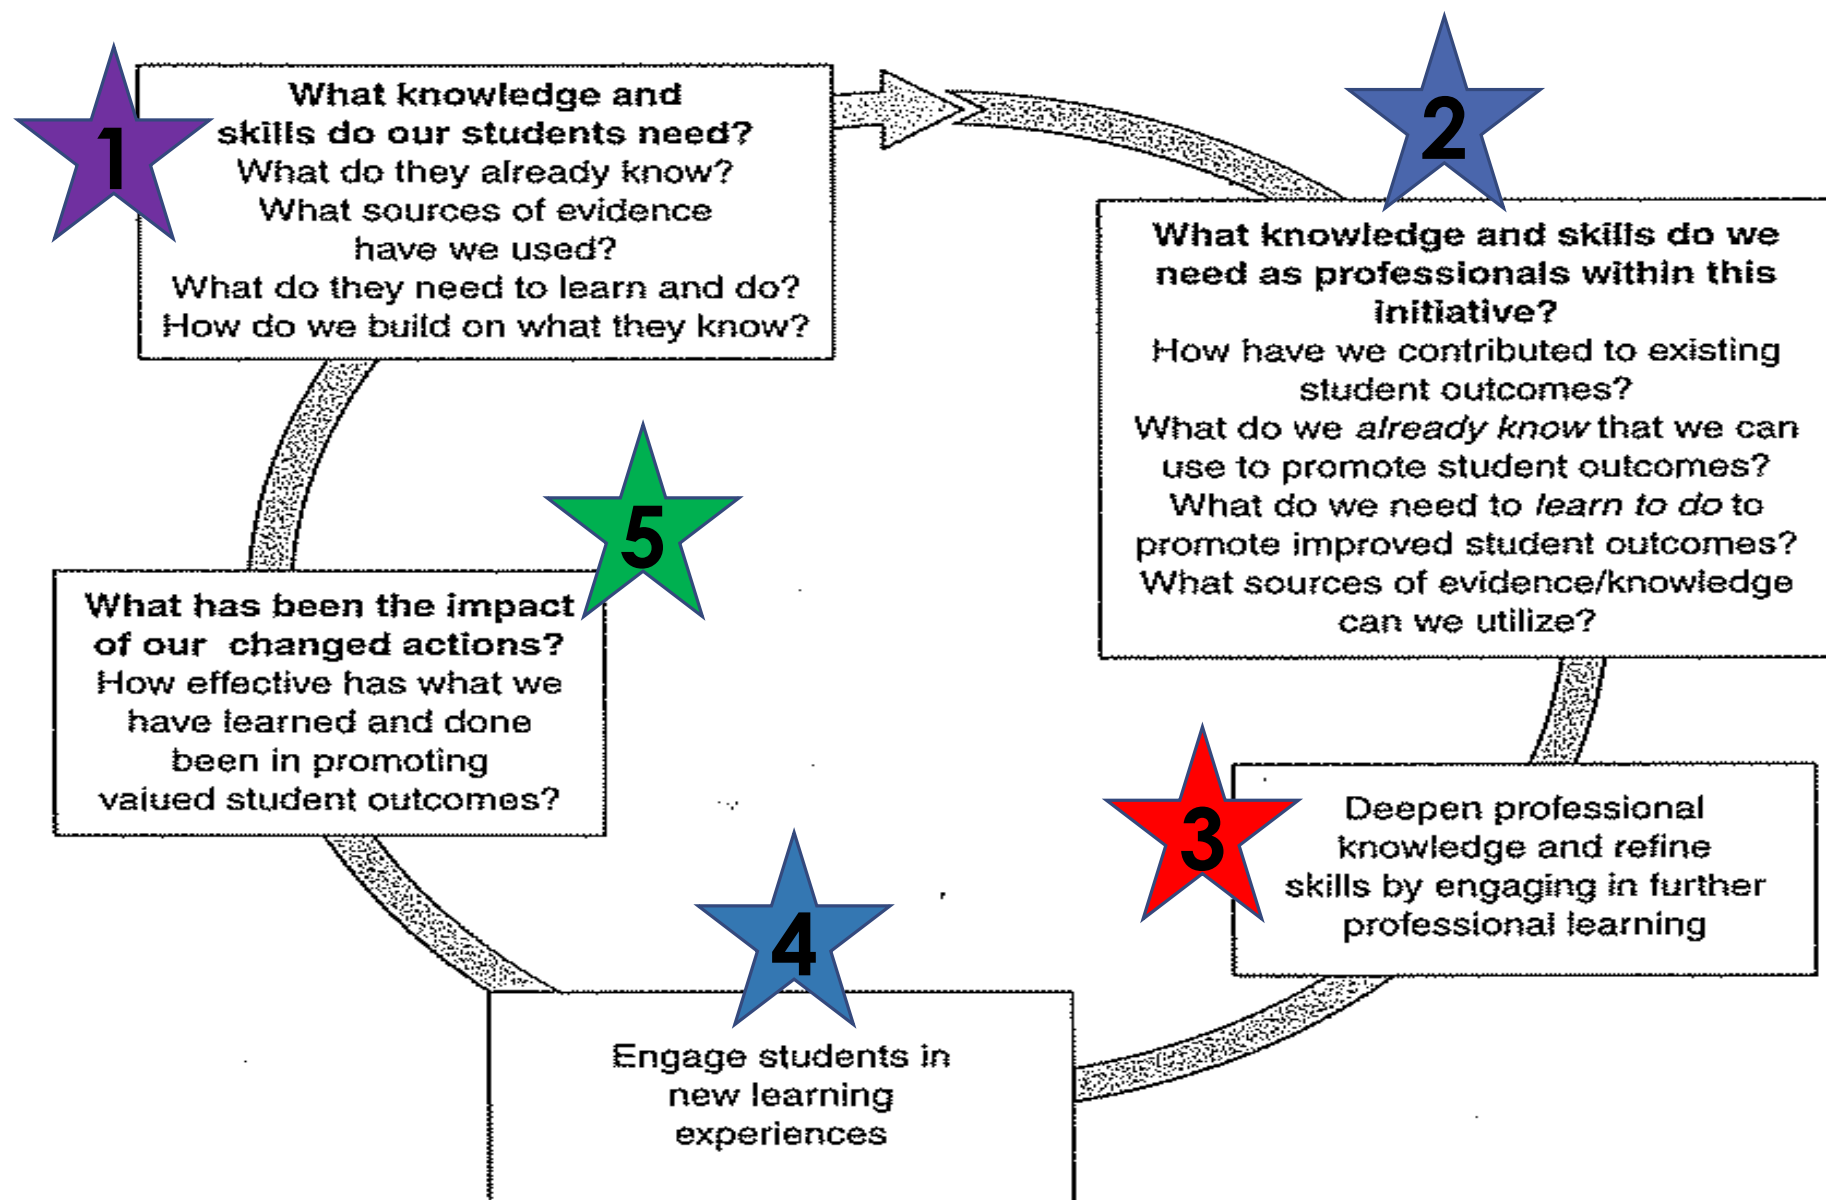 1
What knowledge and
skills do our students need?
What do they already know?
What sources of evidence
have we used?
What do they need to learn and do?
How do we build on what they know?
2
What knowledge and skills do we
need as professionals within this
initiative?
How have we contributed to existing
student outcomes?
What do we already know that we can
use to promote student outcomes?
What do we need to learn to do to
promote improved student outcomes?
What sources of evidence/knowledge
can we utilize?
3
Deepen professional
knowledge and refine
skills by engaging in further
professional learning
4
Engage students in
new learning
experiences
5
What has been the impact
of our changed actions?
How effective has what we
have learned and done
been in promoting
valued student outcomes?